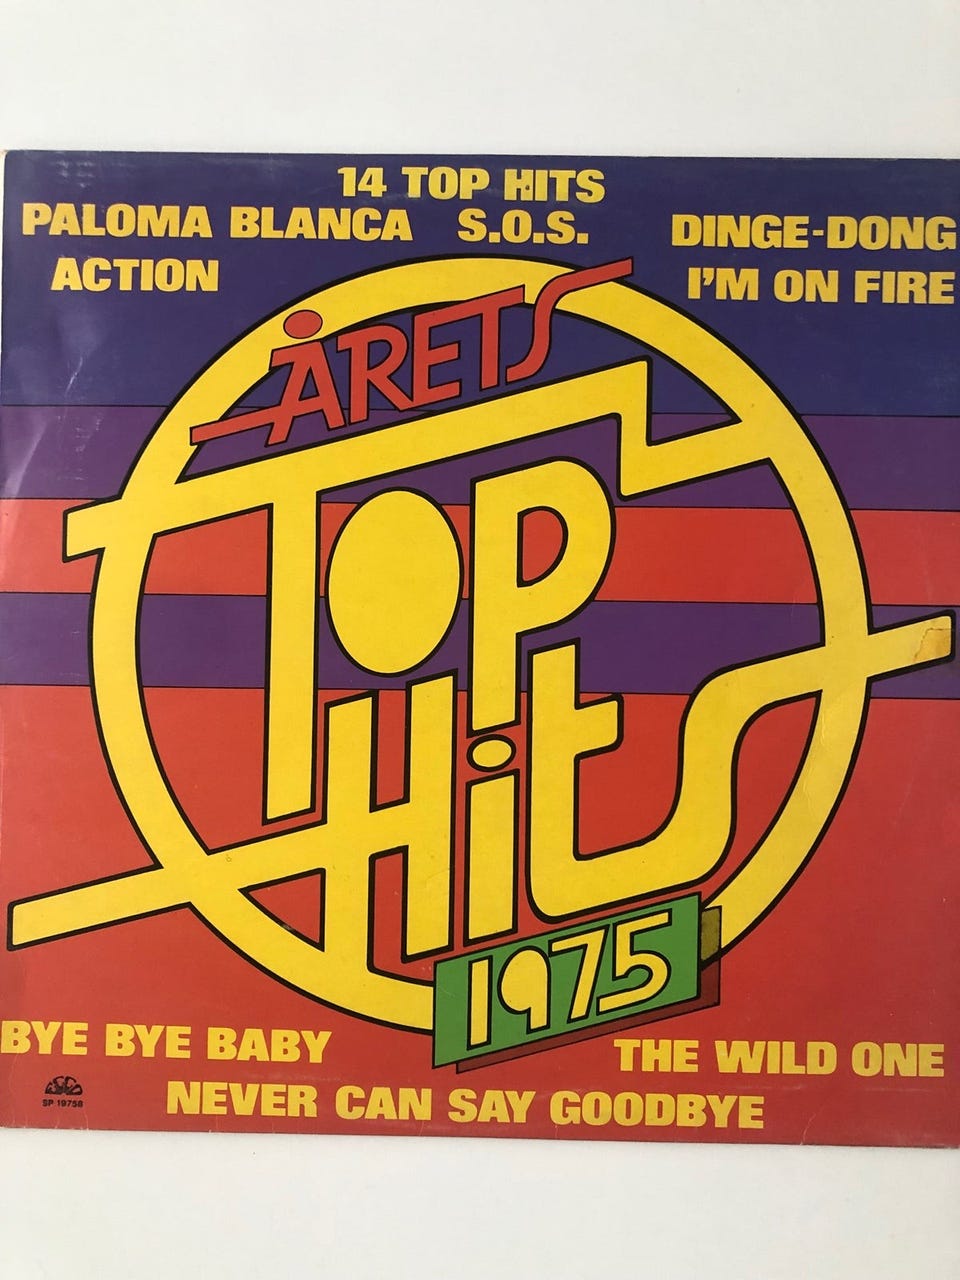 14 TOP HITS
PALOMA BLANCA S.O.S. DINGE-DONG
ACTION I'M ON FIRE
ÅRETS
TOP
Hits
1975
BYE BYE BABY THE WILD ONE
NEVER CAN SAY GOODBYE
SP 19758